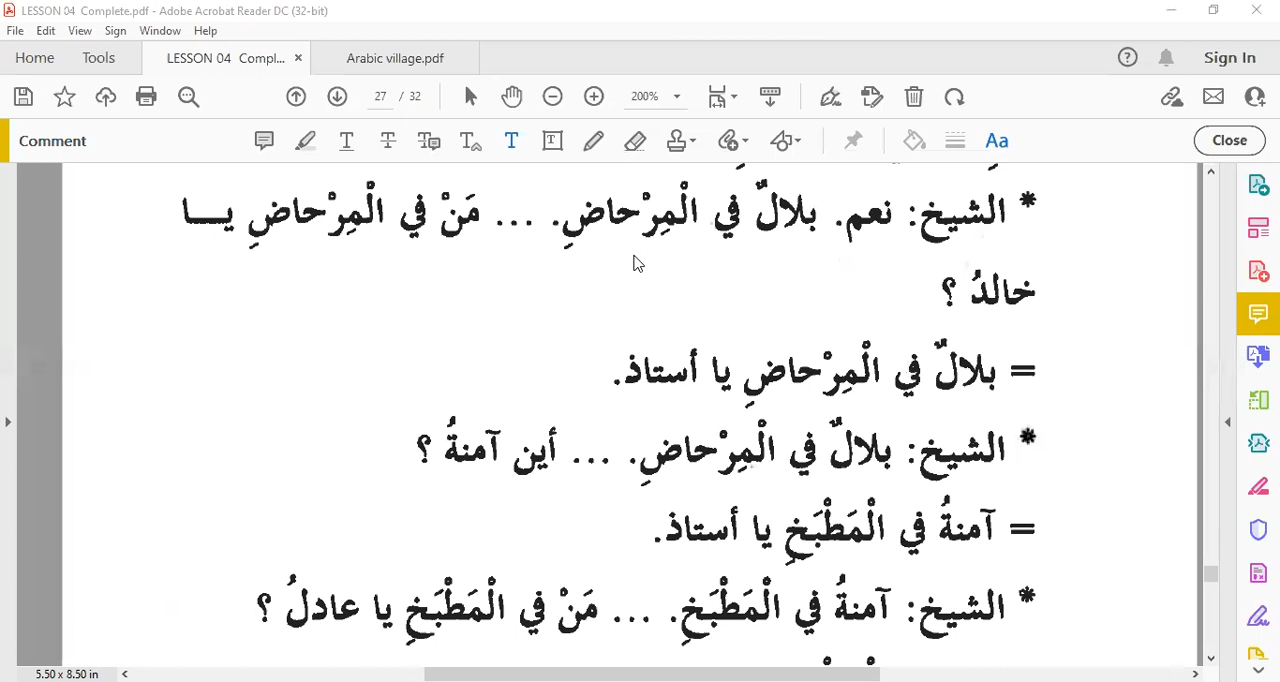 LESSON 04 Complete.pdf - Adobe Acrobat Reader DC (32-bit)
File Edit View Sign Window Help
Home Tools LESSON 04 Compl... × Arabic village.pdf Sign In
27 / 32 200%
Comment Close
* الشيخ: نعم. بلالٌ في الْمِرْحاضِ. ... مَنْ في الْمِرْحاضِ يـــا
خالدُ ؟
= بلالٌ في الْمِرْحاضِ يا أستاذ.
* الشيخ: بلالٌ في الْمِرْحاضِ. ... أين آمنةُ ؟
= آمنةُ في الْمَطْبَخِ يا أستاذ.
* الشيخ: آمنةُ في الْمَطْبَخِ. ... مَنْ في الْمَطْبَخِ يا عادلُ ؟
5.50 x 8.50 in